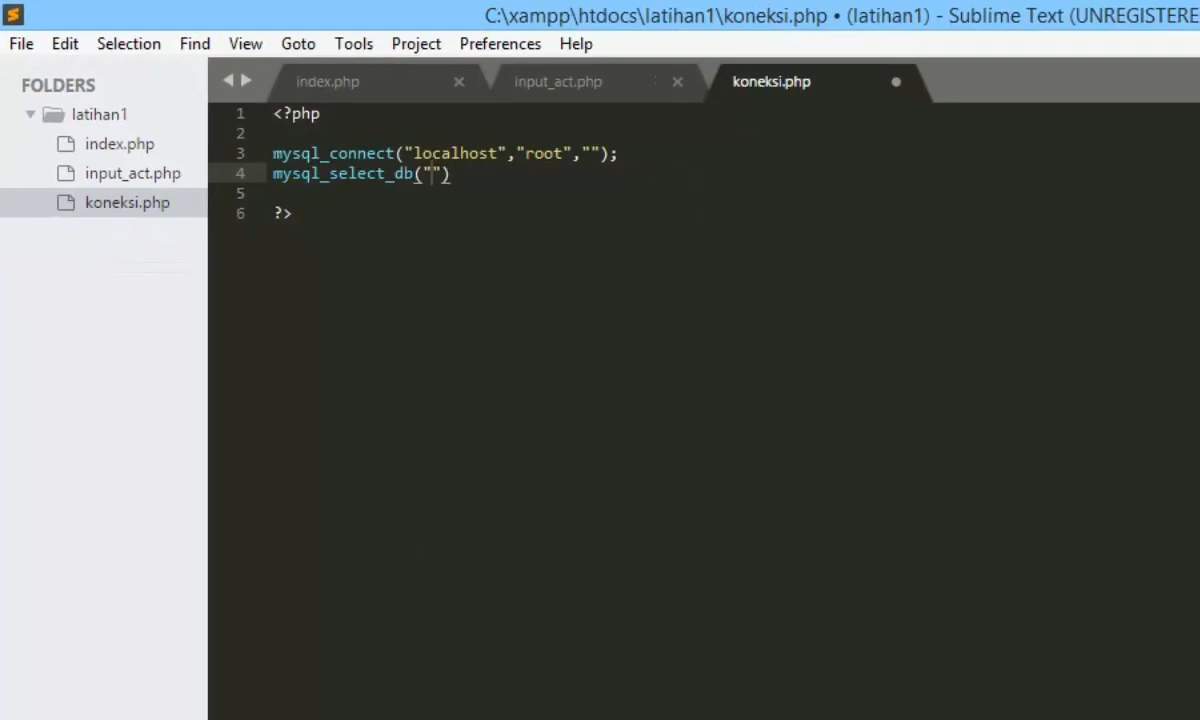 C:\xampp\htdocs\latihan1\koneksi.php • (latihan1) - Sublime Text (UNREGISTERE
File Edit Selection Find View Goto Tools Project Preferences Help
FOLDERS
latihan1
index.php
input_act.php
koneksi.php
index.php input_act.php koneksi.php
1 <?php
2
3 mysql_connect("localhost","root","");
4 mysql_select_db("")
5
6 ?>